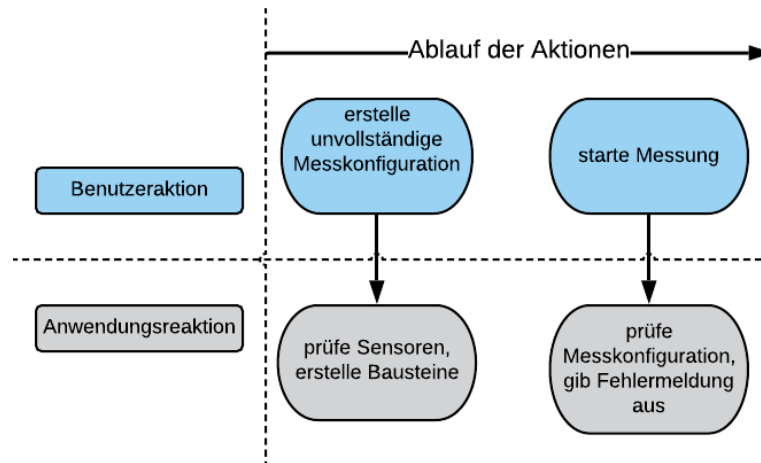 Ablauf der Aktionen
erstelle
unvollständige
Messkonfiguration
starte Messung
Benutzeraktion
Anwendungsreaktion
prüfe Sensoren,
erstelle Bausteine
prüfe
Messkonfiguration,
gib Fehlermeldung
aus